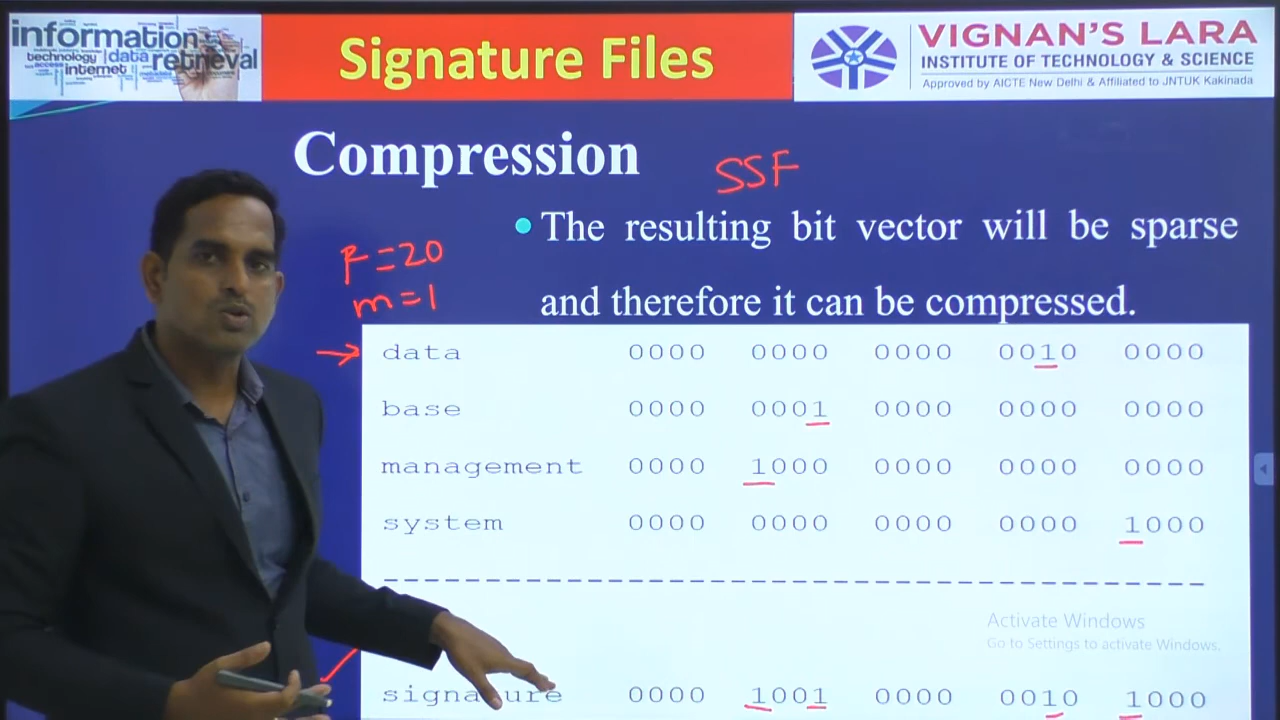 information
technology data retrieval
internet
Signature Files
VIGNAN'S LARA
INSTITUTE OF TECHNOLOGY & SCIENCE
Approved by AICTE New Delhi & Affiliated to JNTUK Kakinada
Compression
SSF
• The resulting bit vector will be sparse
and therefore it can be compressed.
F=20
m=1
data 0000 0000 0000 0010 0000
base 0000 0001 0000 0000 0000
management 0000 1000 0000 0000 0000
system 0000 0000 0000 0000 1000
Activate Windows
Go to Settings to activate Windows.
signature 0000 1001 0000 0010 1000